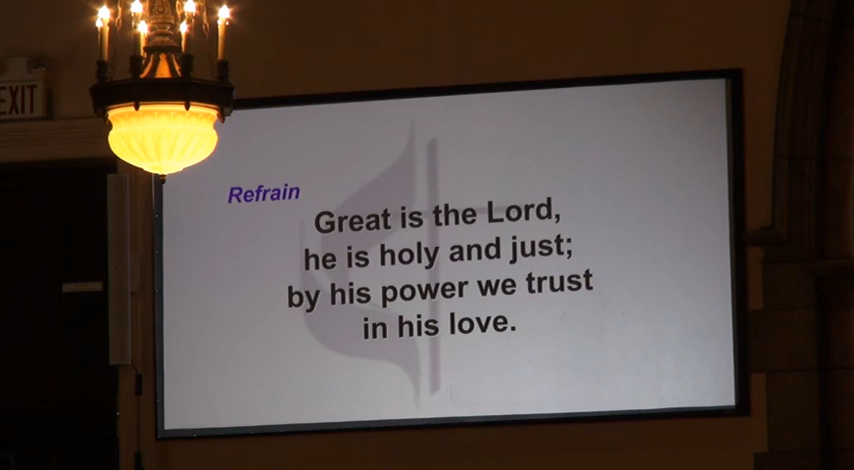 EXIT
Refrain
Great is the Lord,
he is holy and just;
by his power we trust
in his love.